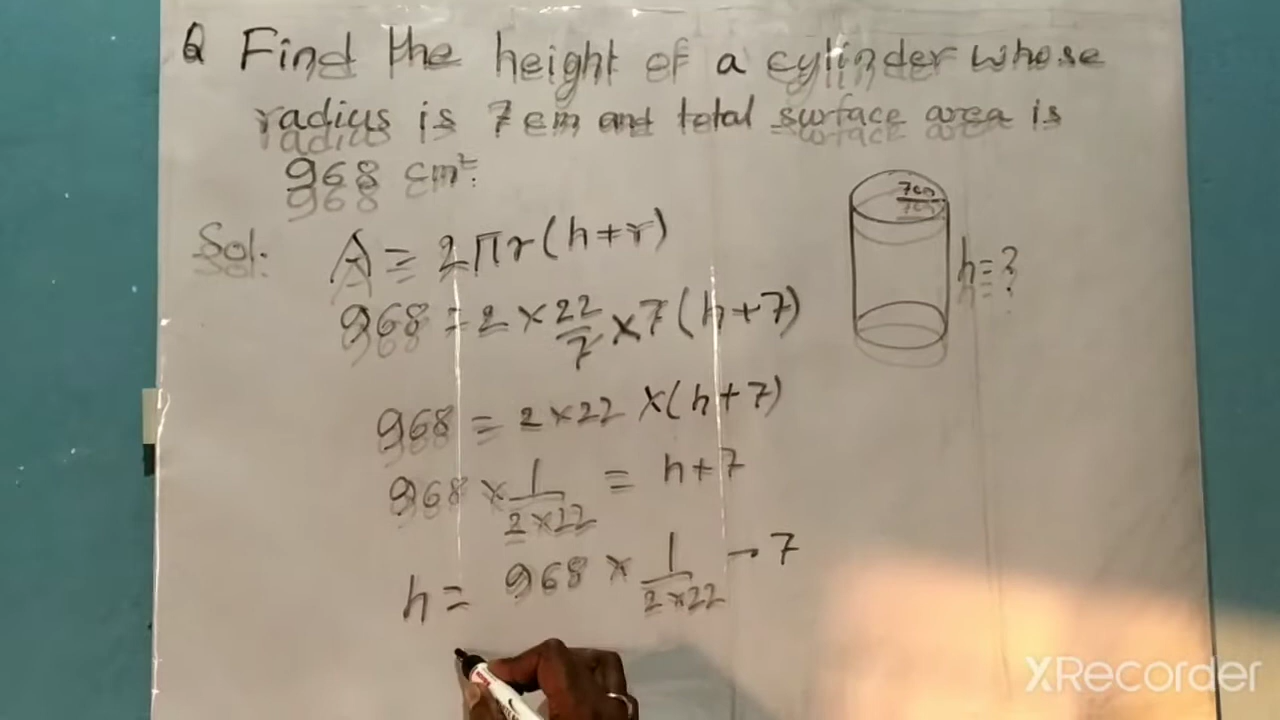 Q Find the height of a cylinder whose
radius is 7cm and total surface area is
968 cm².
7cm
Sol.
A = 2πr(h+r)
h=?
968 = 2 × 22/7 × 7 (h+7)
968 = 2×22 ×(h+7)
968 × 1/2×22 = h+7
h = 968 × 1/2×22 - 7
XRecorder